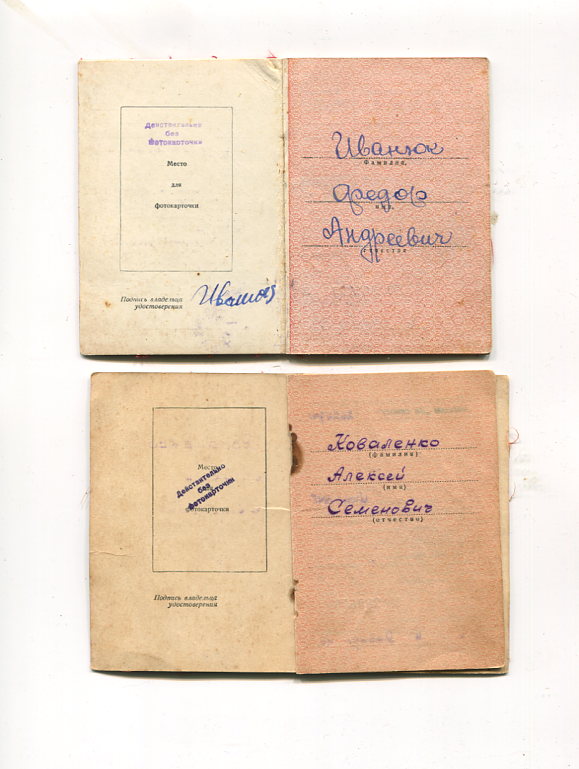 Действительно
без
фотокарточки
Место
для
фотокарточки
Подпись владельца
удостоверения
Иванюк
Фамилия,
Федор
имя,
Андреевич
отчество
Место
Действительно
без
фотокарточки
фотокарточки
Подпись владельца
удостоверения
Коваленко
(фамилия)
Алексей
(имя)
Семенович
(отчество)